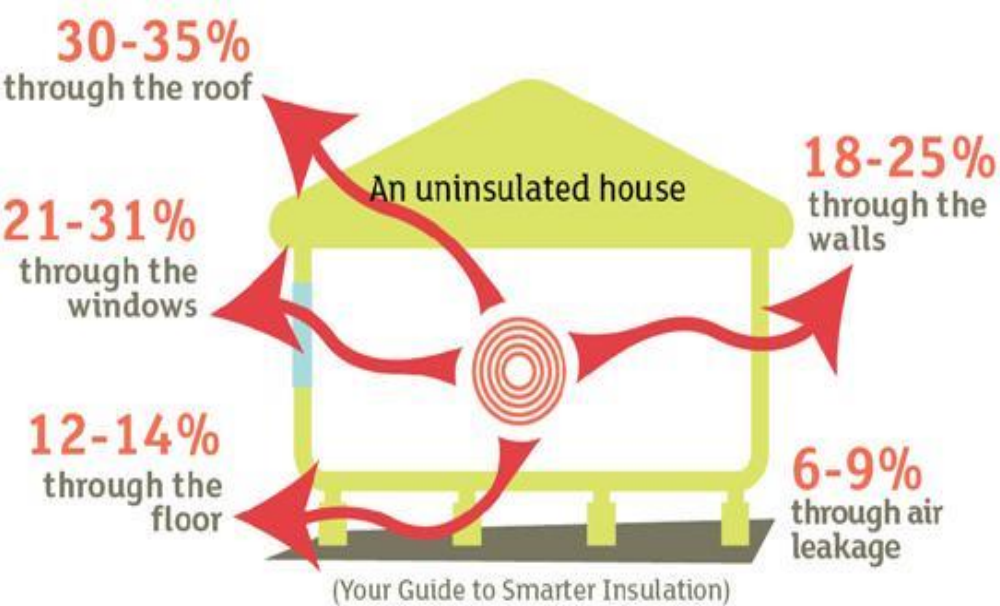 30-35%
through the roof
An uninsulated house
18-25%
through the
walls
21-31%
through the
windows
12-14%
through the
floor
6-9%
through air
leakage
(Your Guide to Smarter Insulation)